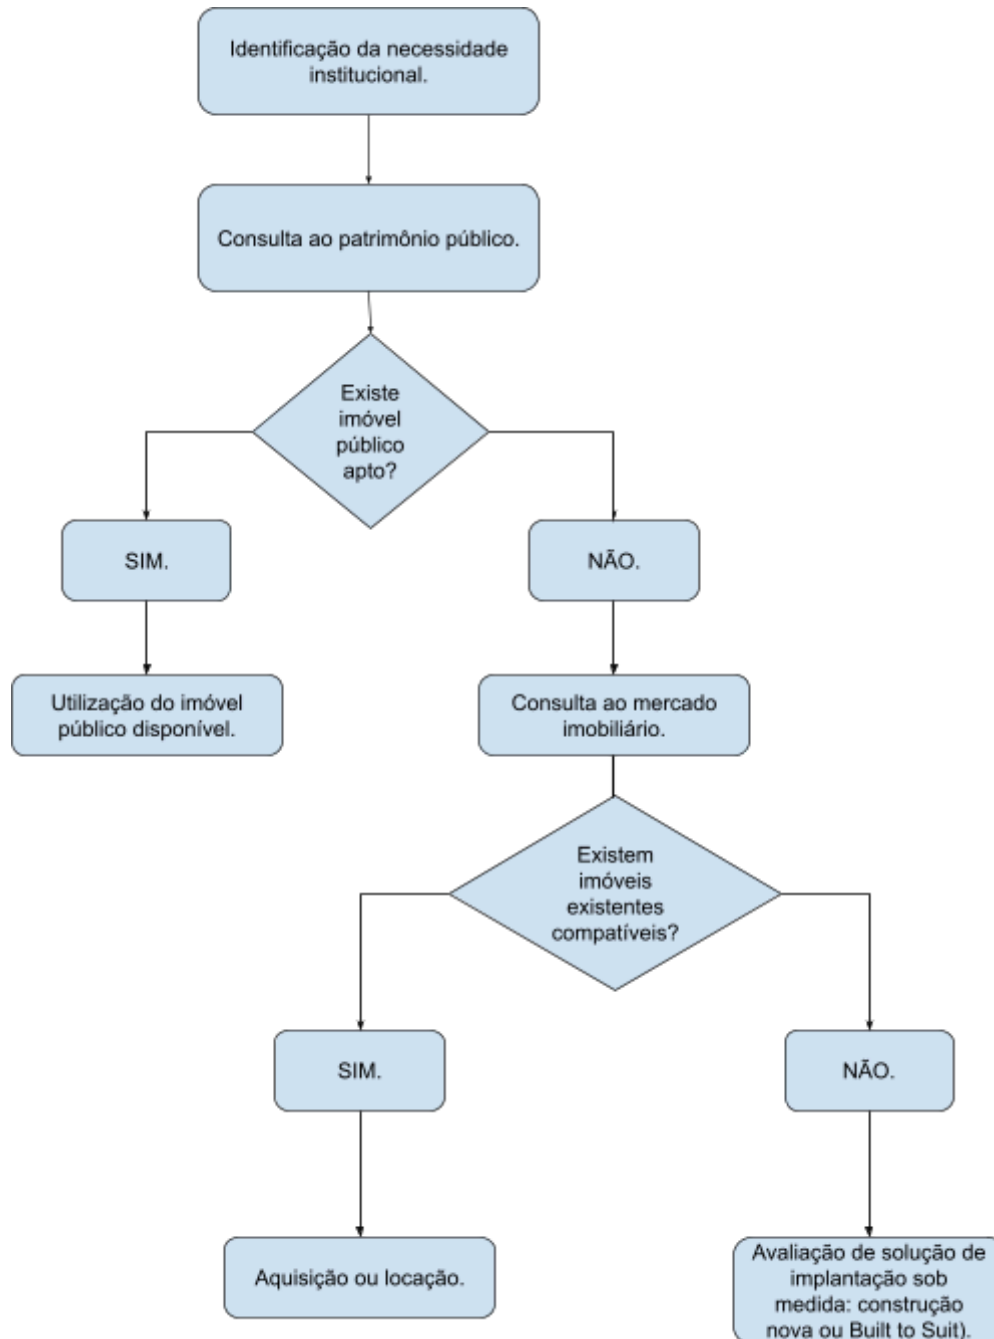 Identificação da necessidade
institucional.
Consulta ao patrimônio público.
Existe
imóvel
público
apto?
SIM.
NÃO.
Utilização do imóvel
público disponível.
Consulta ao mercado
imobiliário.
Existem
imóveis
existentes
compatíveis?
SIM.
NÃO.
Aquisição ou locação.
Avaliação de solução de
implantação sob
medida: construção
nova ou Built to Suit).